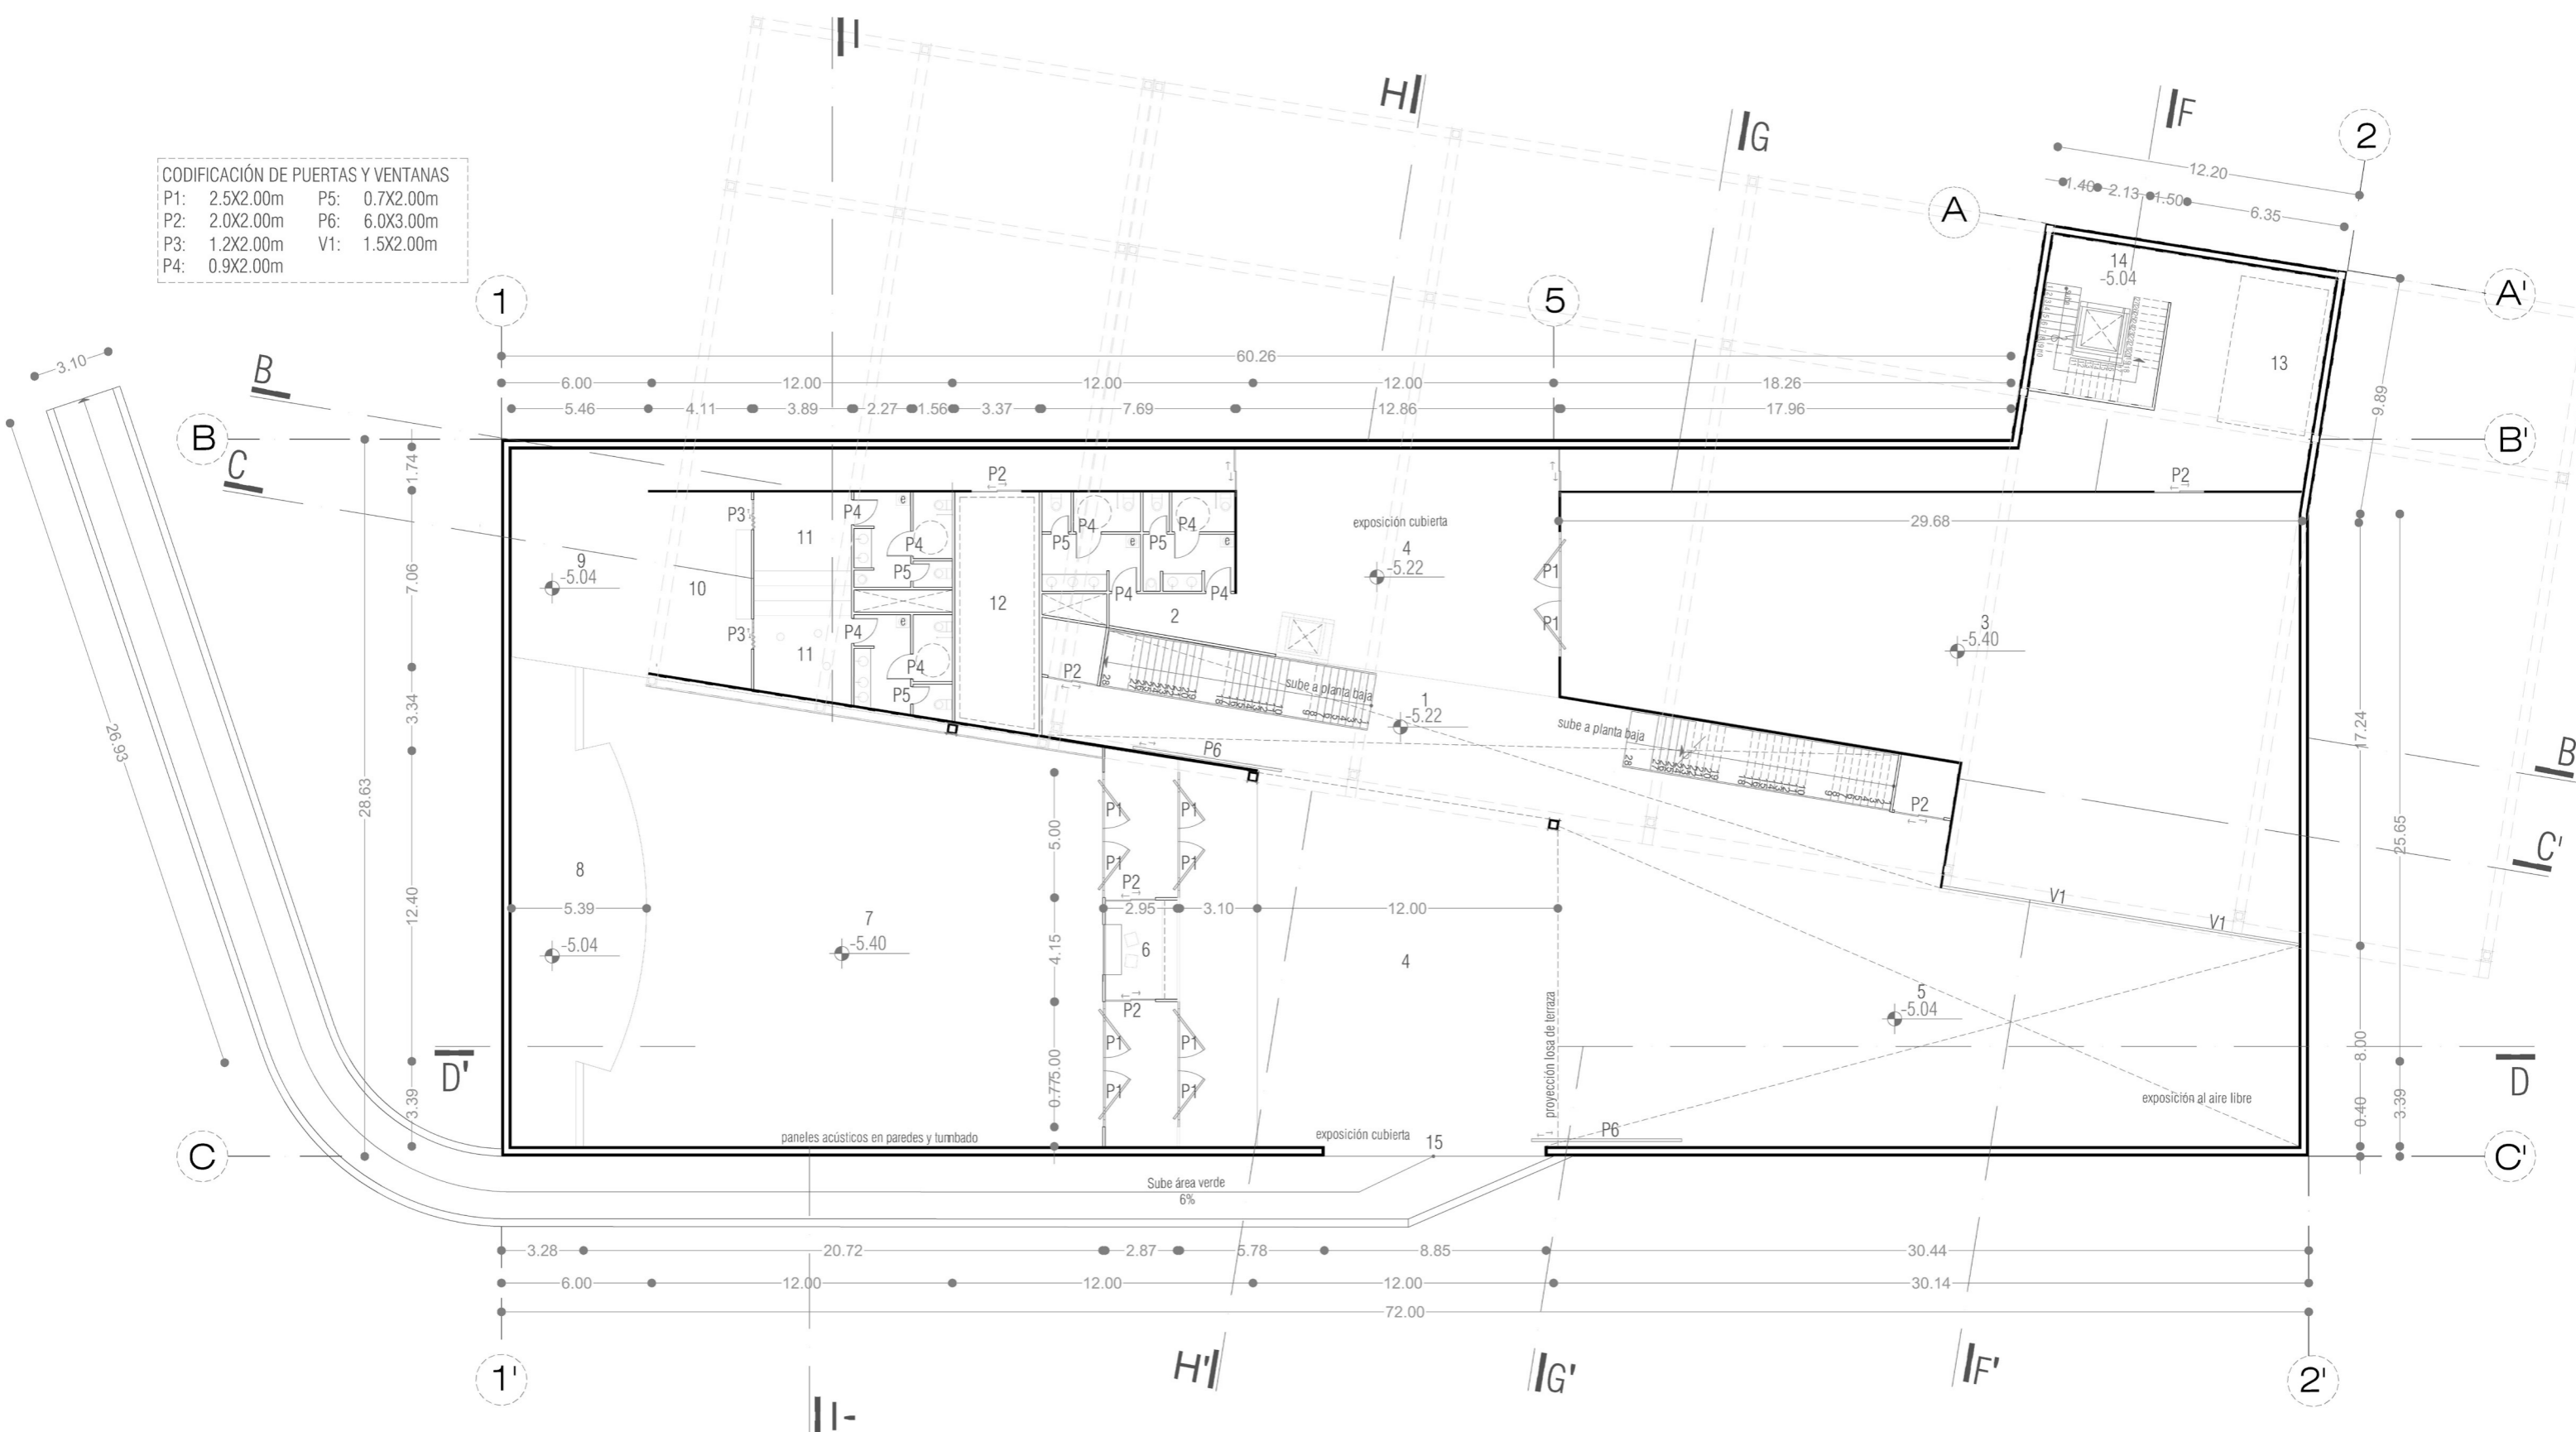 CODIFICACIÓN DE PUERTAS Y VENTANAS
P1: 2.5X2.00m P5: 0.7X2.00m
P2: 2.0X2.00m P6: 6.0X3.00m
P3: 1.2X2.00m V1: 1.5X2.00m
P4: 0.9X2.00m
I
H
G
F
2
12.20
1.40 2.13 1.50 6.35
A
A'
1
5
14
-5.04
sube
13
9.89
3.10
60.26
6.00 12.00 12.00 12.00 18.26
5.46 4.11 3.89 2.27 1.56 3.37 7.69 12.86 17.96
B
B
B'
C
1.74
P2
P2
P3
11
P4
e
P4
P5
P4
P5
P4
e
e
exposición cubierta
4
-5.22
29.68
9
-5.04
10
P4
P5
12
P1
P1
7.06
P4
P4
2
3
-5.40
P3
11
P4
e
P4
P5
P2
28
sube a planta baja
1
-5.22
sube a planta baja
3.34
17.24
26.93
28.63
P6
28
P2
B
C'
P1
P1
5.00
25.65
P1
P1
8
P2
V1
V1
12.40
5.39
7
-5.40
2.95
3.10
12.00
-5.04
4.15
6
4
5
-5.04
P2
proyección losa de terraza
D'
P1
P1
8.00
D
5.00
P1
P1
exposición al aire libre
3.39
0.77
0.40
3.39
paneles acústicos en paredes y tumbado
exposición cubierta
15
P6
C
C'
Sube área verde
6%
3.28 20.72 2.87 5.78 8.85 30.44
6.00 12.00 12.00 12.00 30.14
72.00
1'
H'
G'
F'
2'
I'